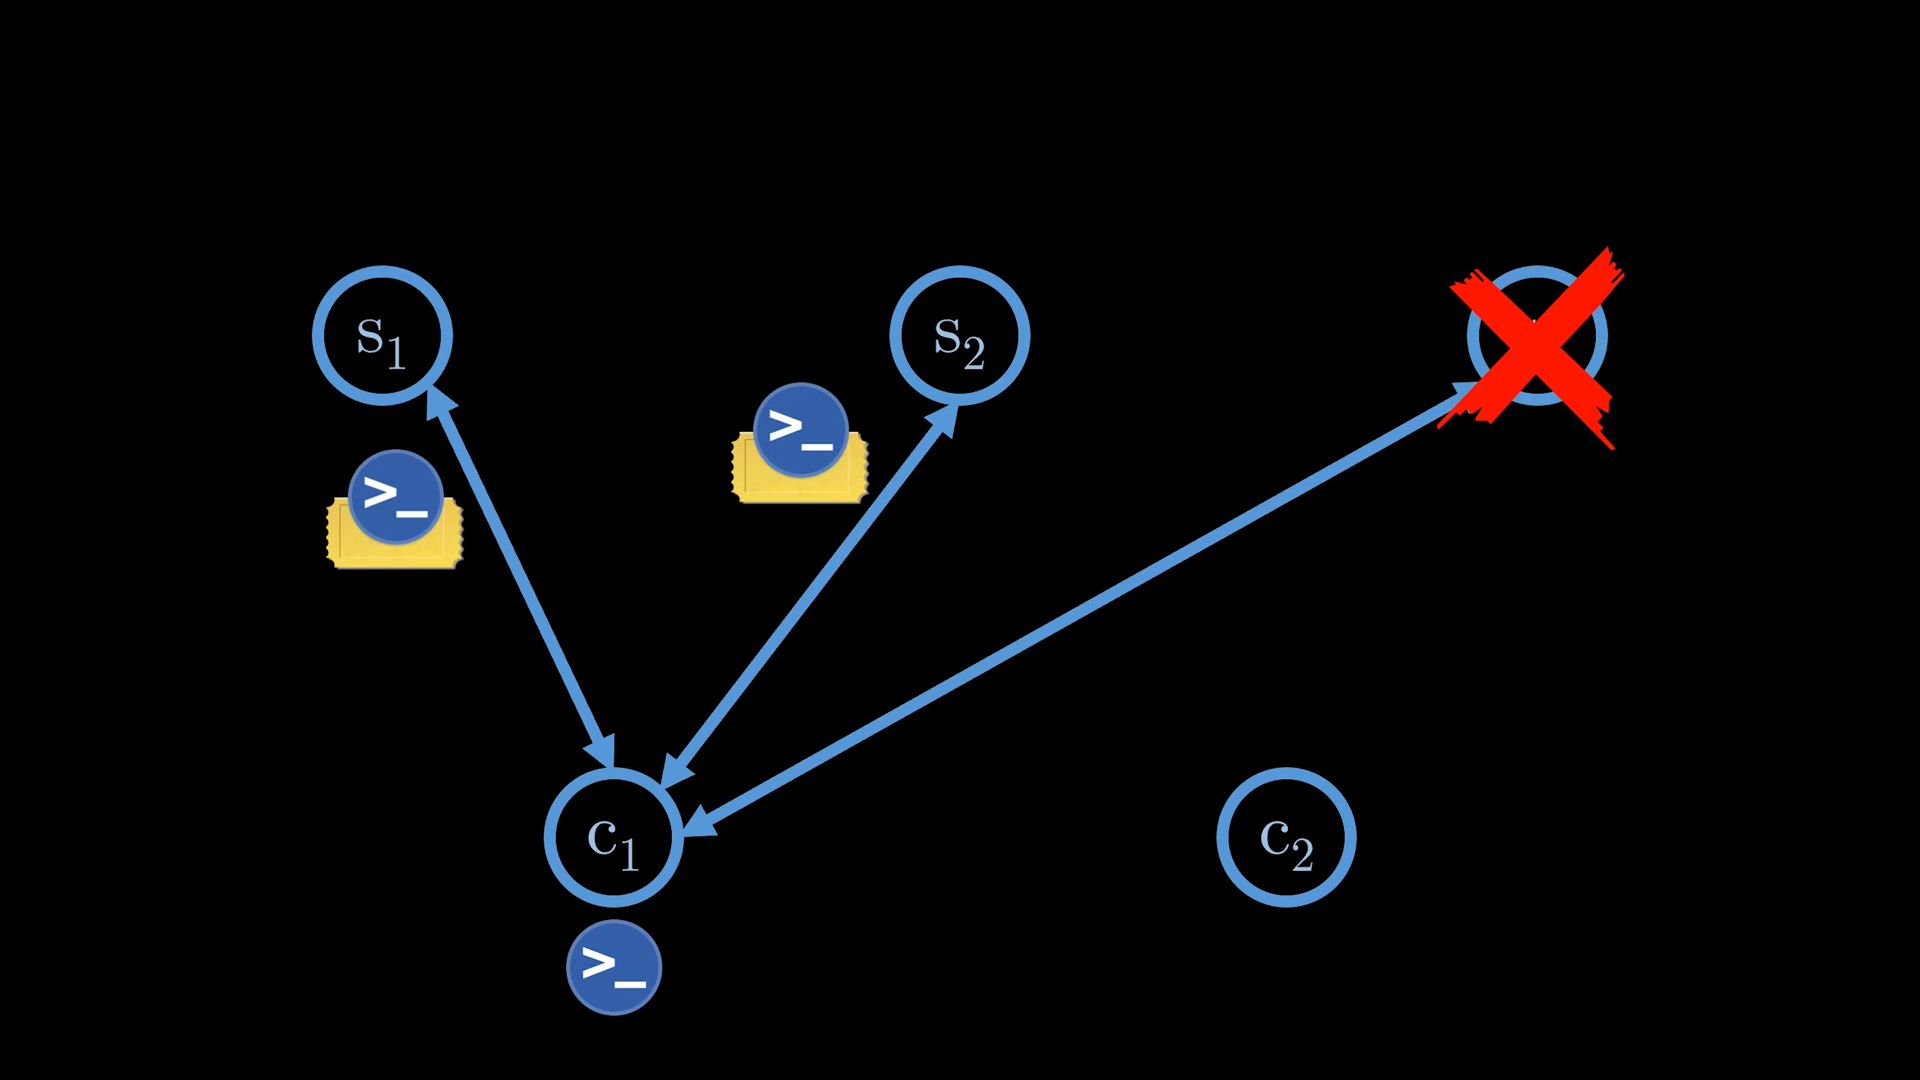 s₁
s₂
>_
>_
c₁
c₂
>_